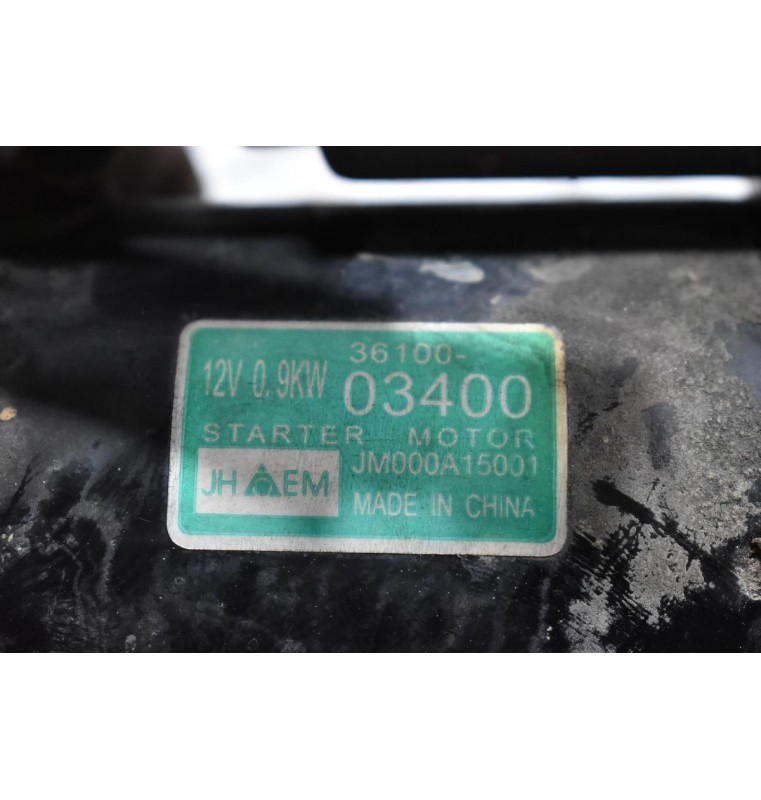 36100-
12V 0.9KW 03400
STARTER MOTOR
JH EM JM000A15001
MADE IN CHINA